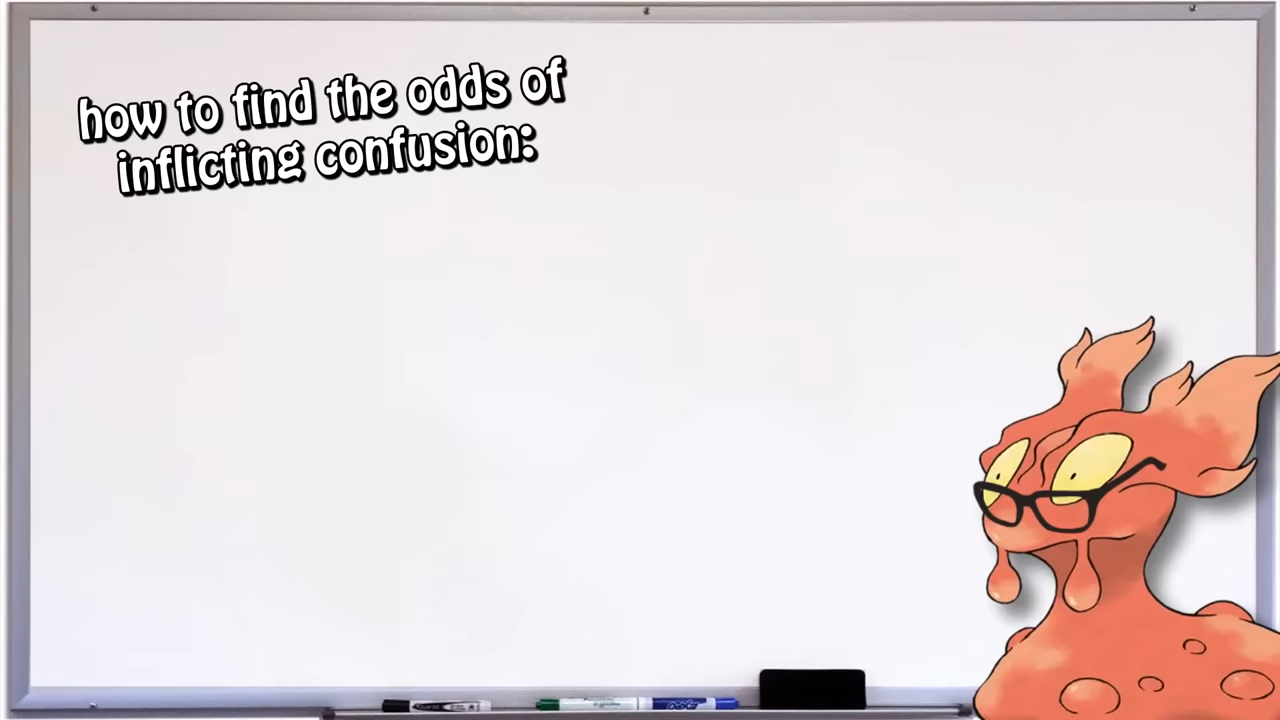 how to find the odds of
inflicting confusion: